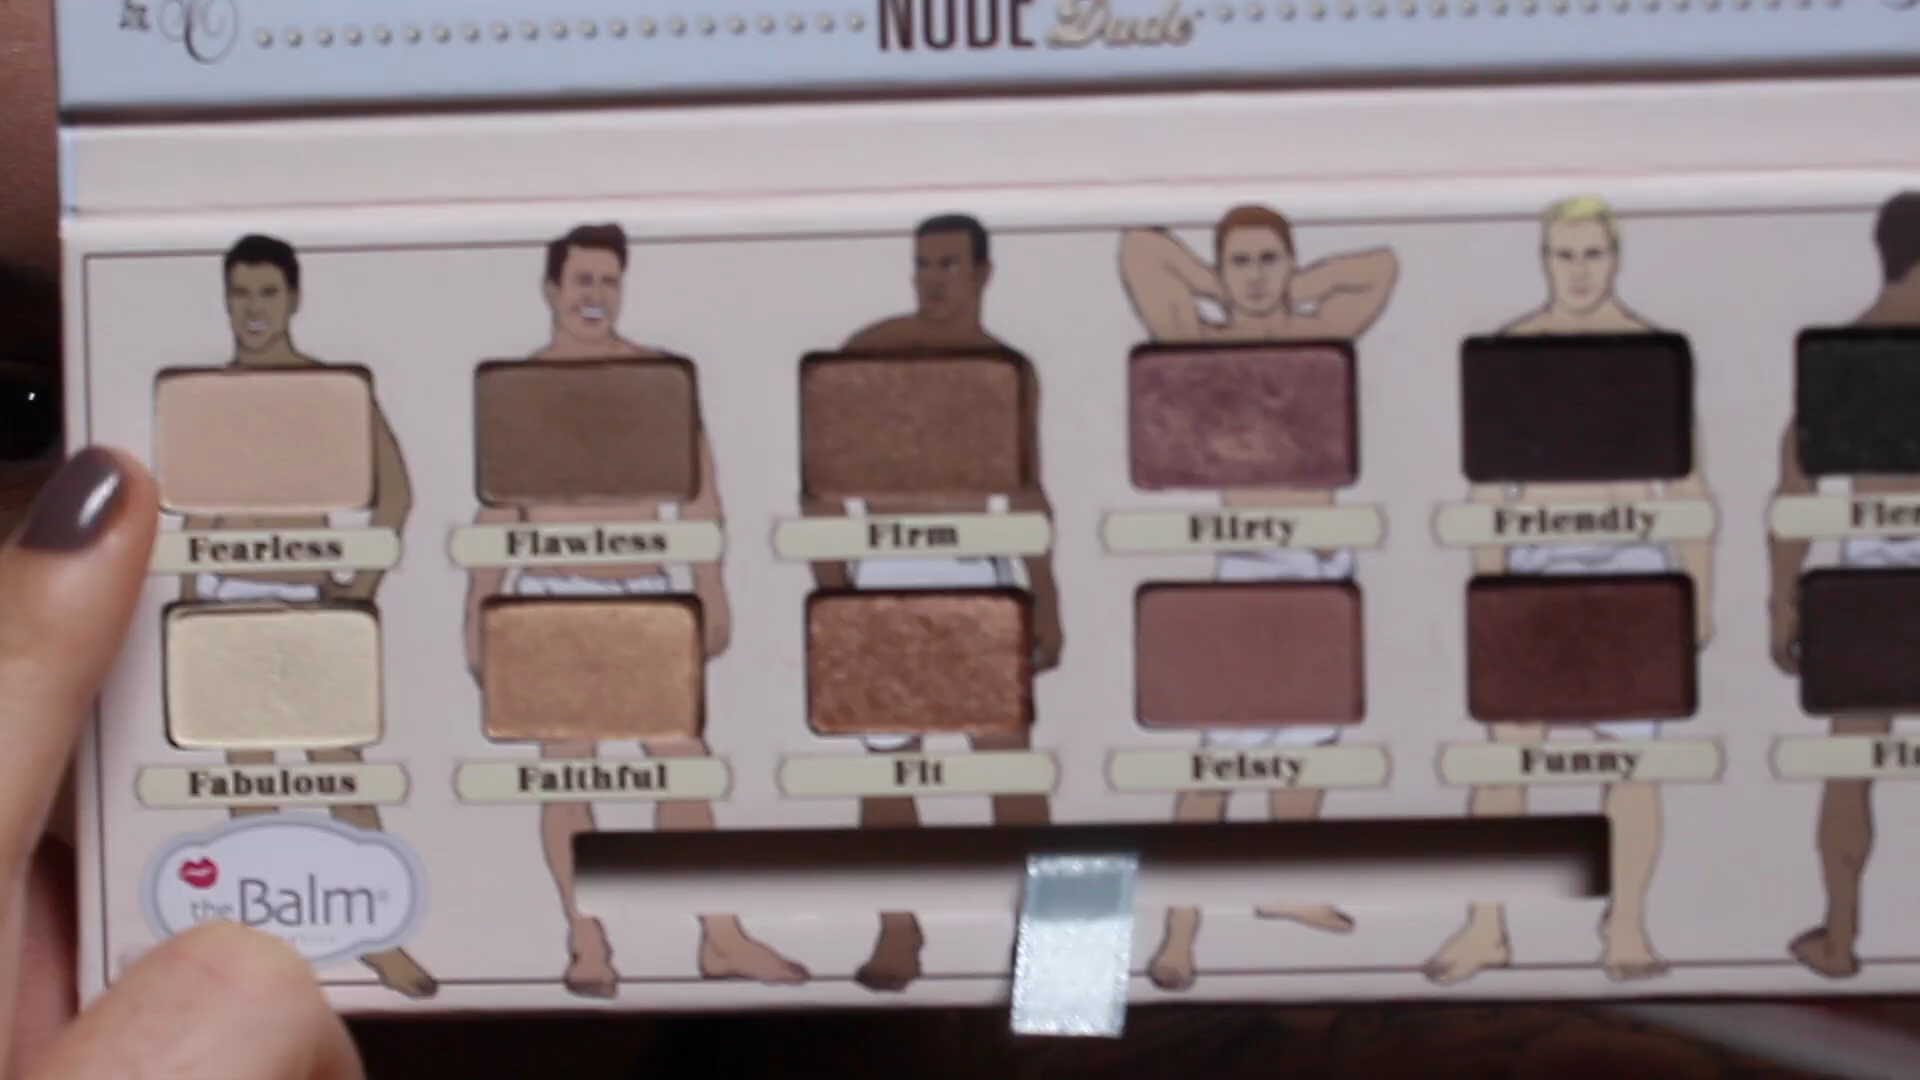 NUDE Dude
Fearless Flawless Firm Flirty Friendly
Fabulous Faithful Fit Feisty Funny
theBalm®